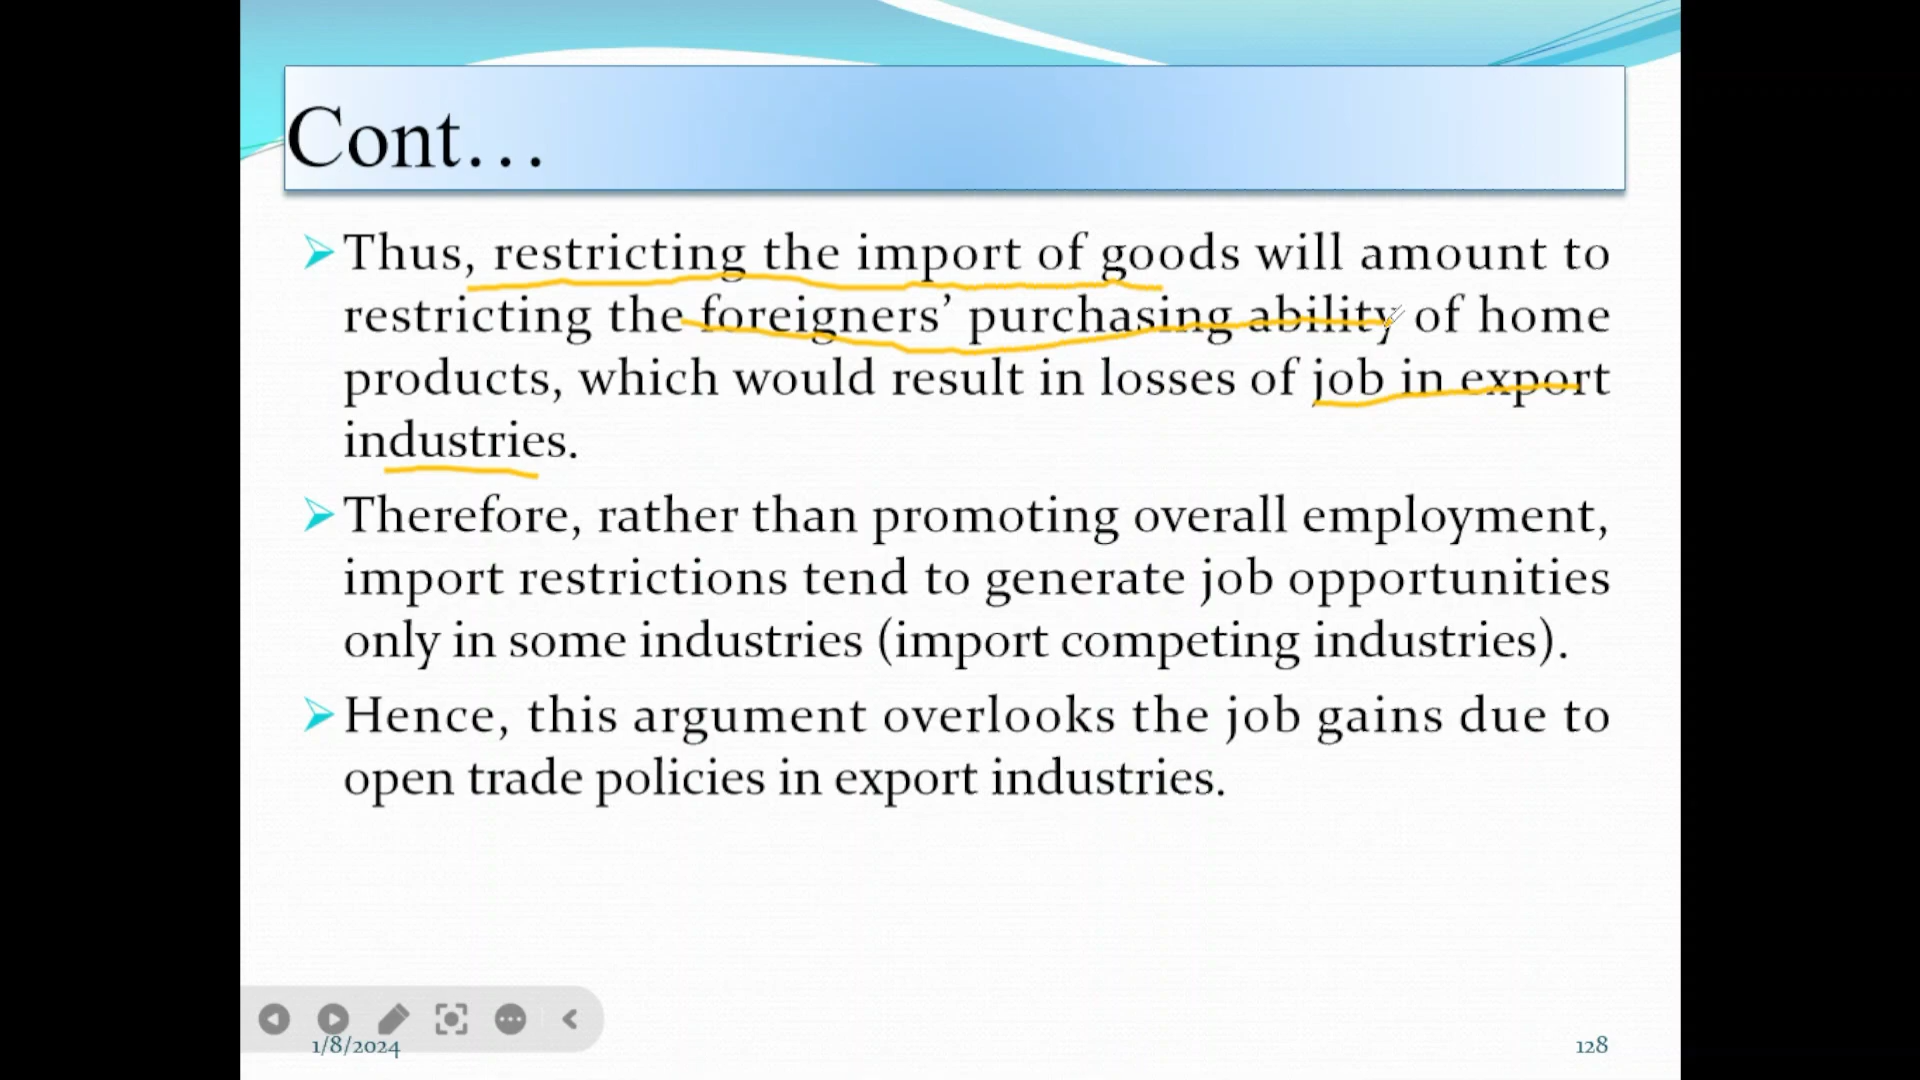 Cont…
Thus, restricting the import of goods will amount to
restricting the foreigners’ purchasing ability of home
products, which would result in losses of job in export
industries.
Therefore, rather than promoting overall employment,
import restrictions tend to generate job opportunities
only in some industries (import competing industries).
Hence, this argument overlooks the job gains due to
open trade policies in export industries.
1/8/2024
128